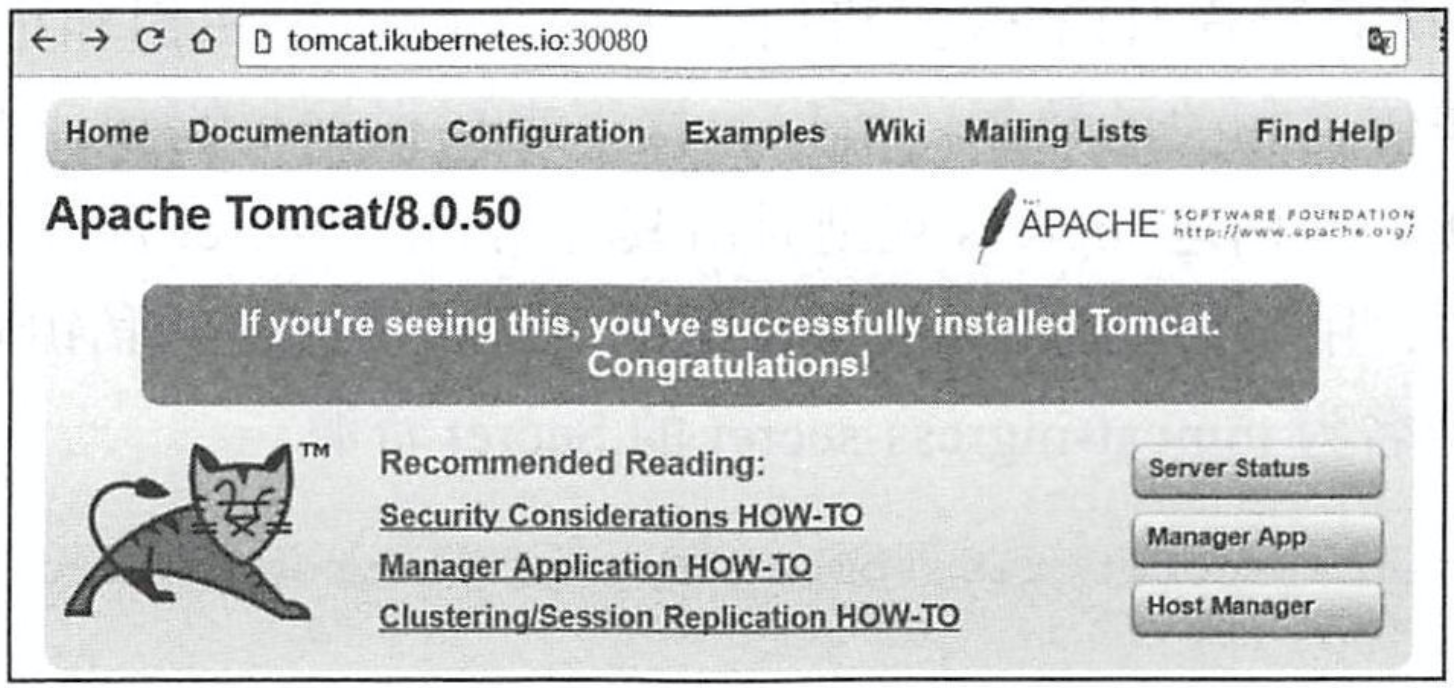 tomcat.ikubernetes.io:30080
Home Documentation Configuration Examples Wiki Mailing Lists Find Help
Apache Tomcat/8.0.50
APACHE SOFTWARE FOUNDATION
http://www.apache.org/
If you're seeing this, you've successfully installed Tomcat.
Congratulations!
TM
Recommended Reading:
Security Considerations HOW-TO
Manager Application HOW-TO
Clustering/Session Replication HOW-TO
Server Status
Manager App
Host Manager